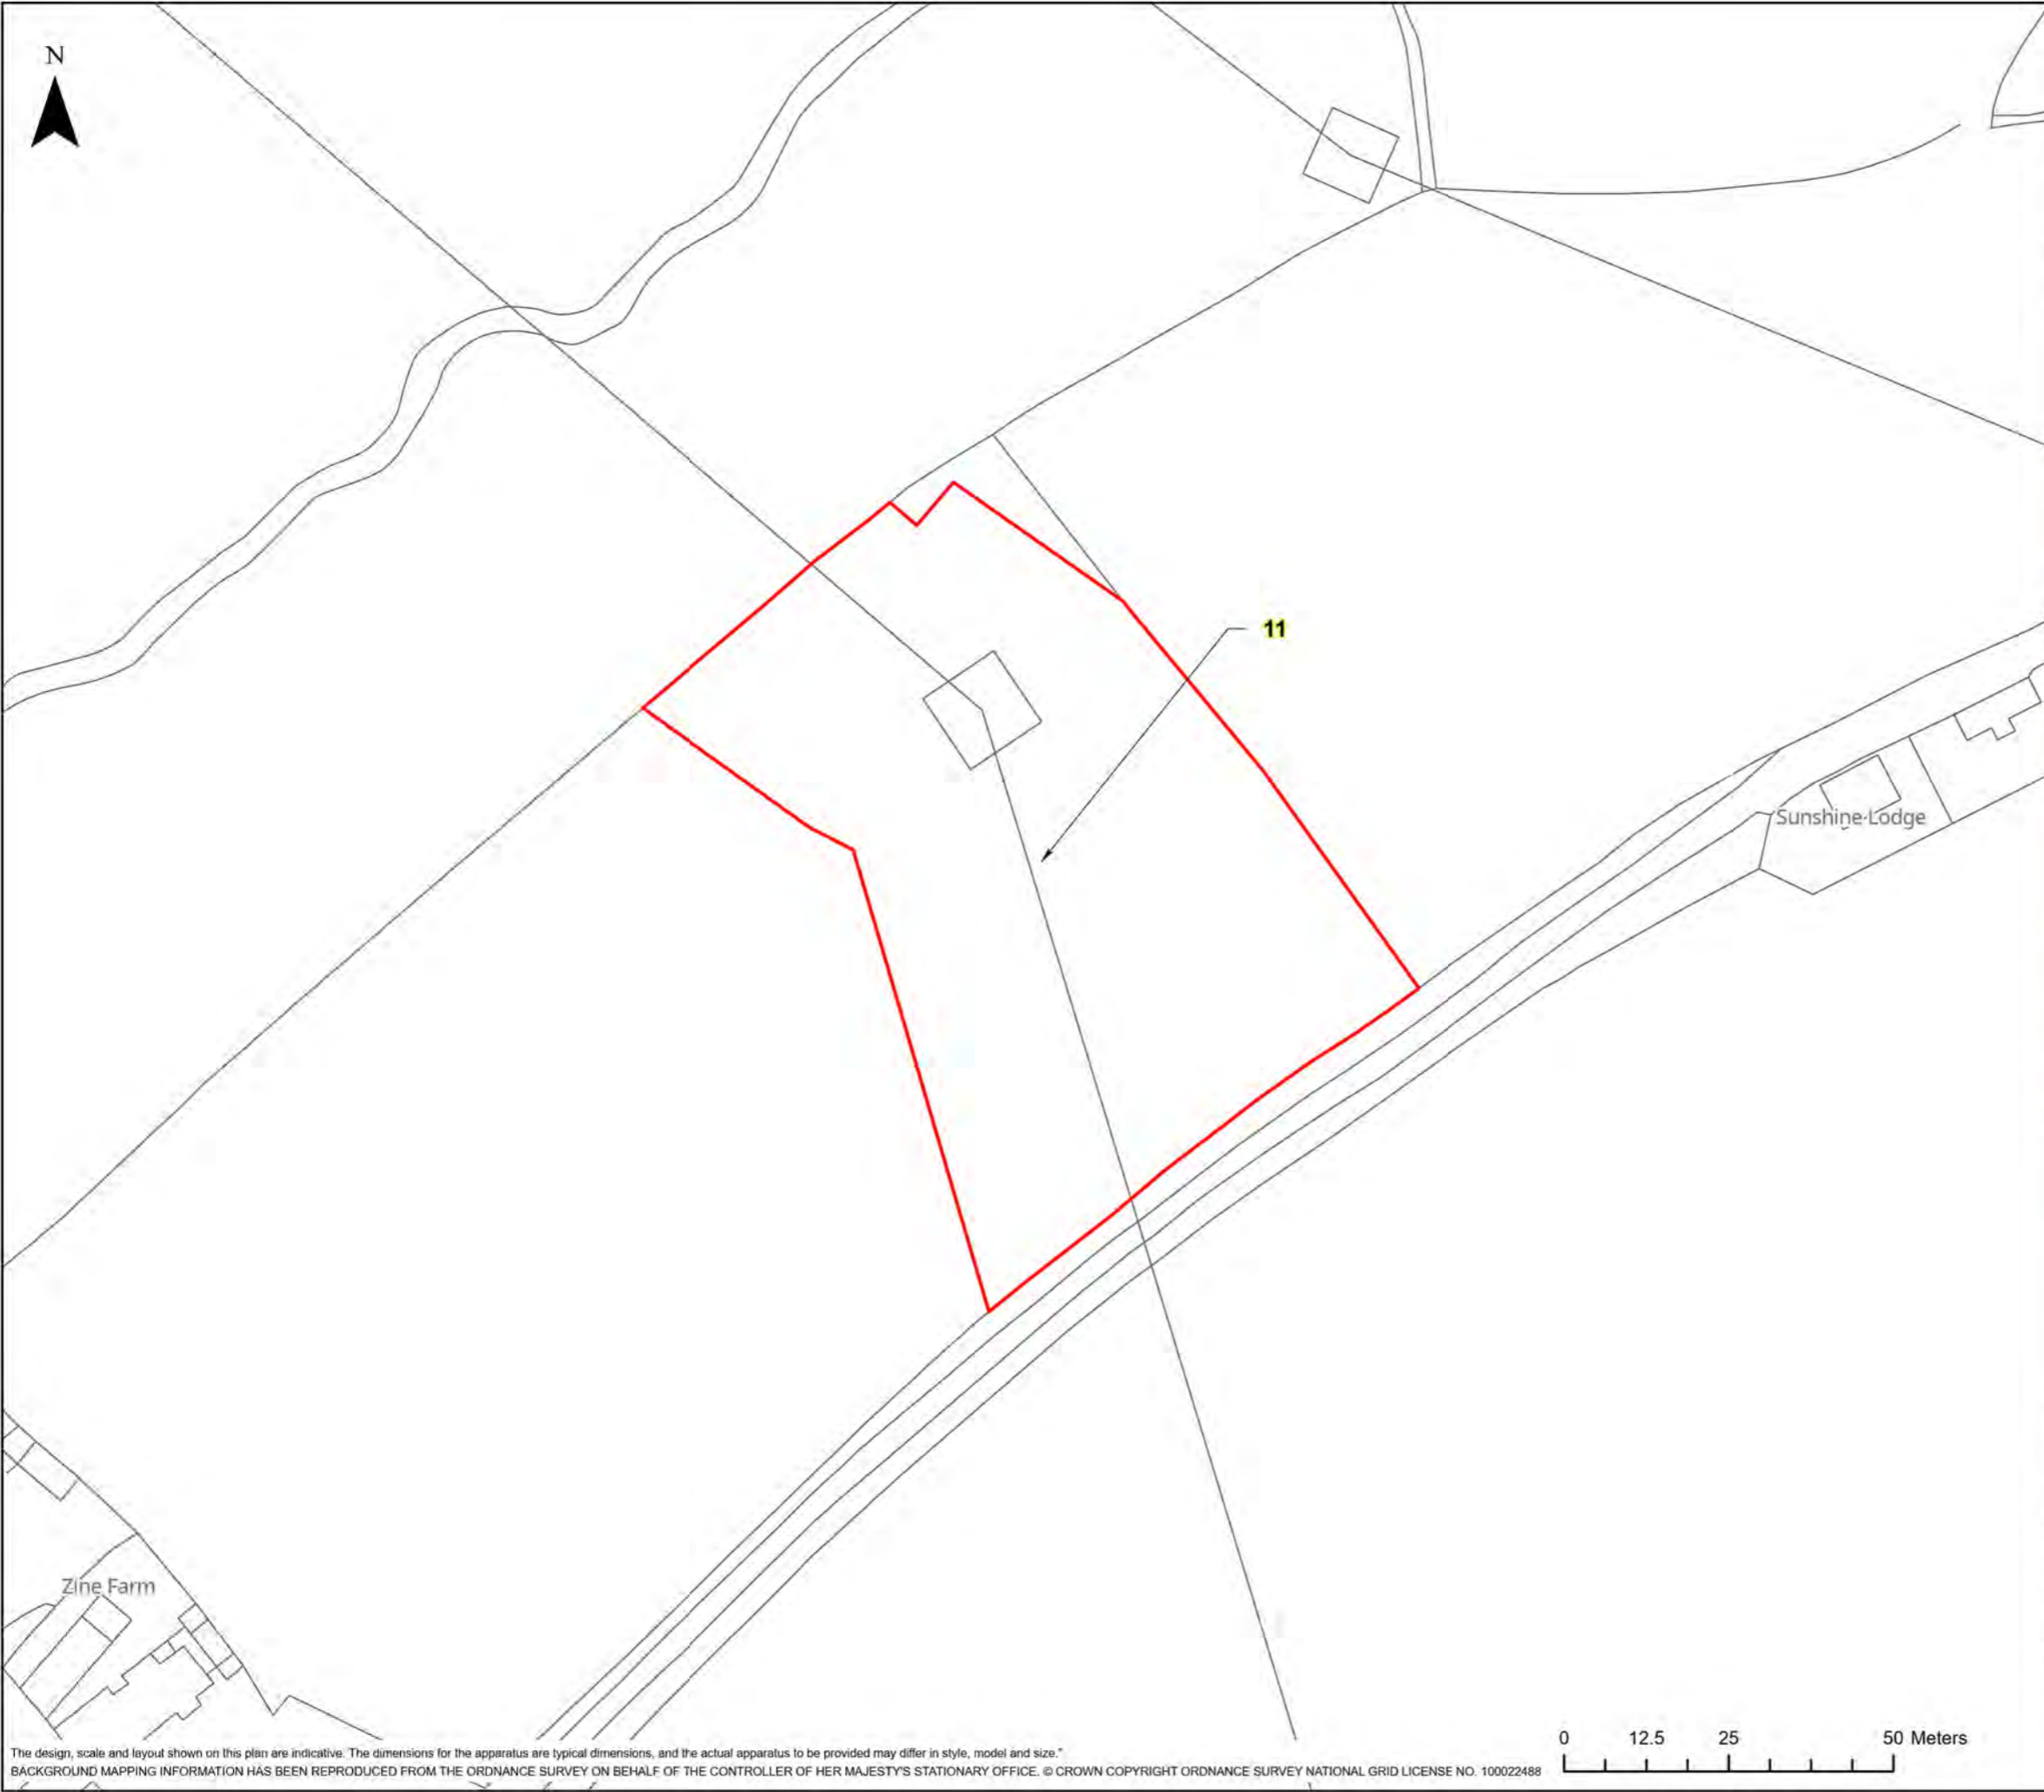 N
11
Sunshine Lodge
Zine Farm
0 12.5 25 50 Meters
The design, scale and layout shown on this plan are indicative. The dimensions for the apparatus are typical dimensions, and the actual apparatus to be provided may differ in style, model and size."
BACKGROUND MAPPING INFORMATION HAS BEEN REPRODUCED FROM THE ORDNANCE SURVEY ON BEHALF OF THE CONTROLLER OF HER MAJESTY'S STATIONARY OFFICE. © CROWN COPYRIGHT ORDNANCE SURVEY NATIONAL GRID LICENSE NO. 100022488